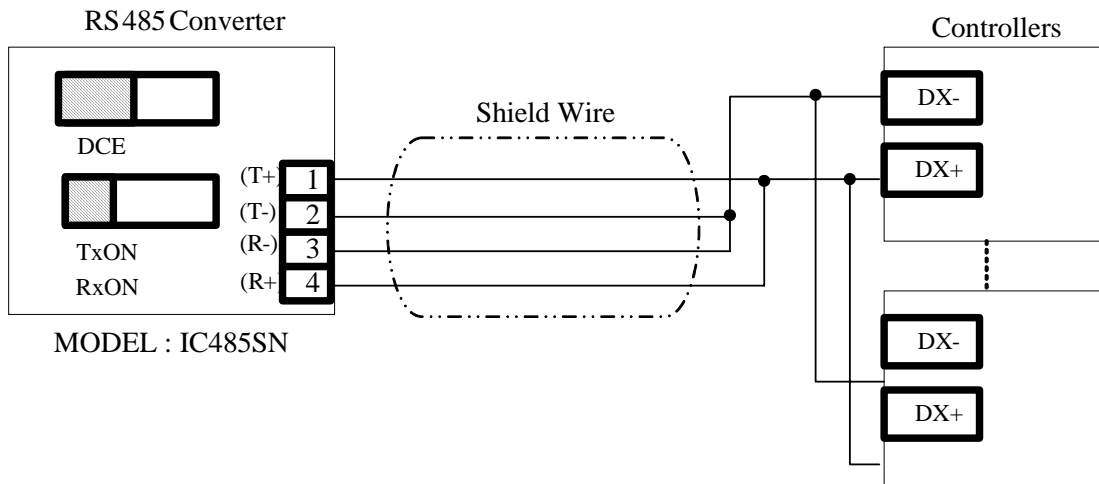 RS485 Converter
DCE
TxON
RxON
(T+) 1
(T-) 2
(R-) 3
(R+) 4
MODEL : IC485SN
Shield Wire
Controllers
DX-
DX+
DX-
DX+